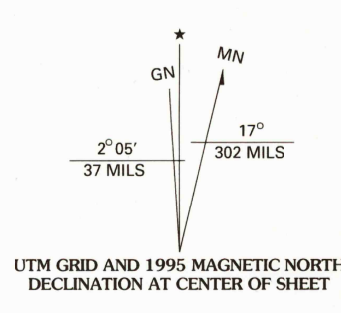 ★
MN
GN
2° 05′
37 MILS
17°
302 MILS
UTM GRID AND 1995 MAGNETIC NORTH
DECLINATION AT CENTER OF SHEET